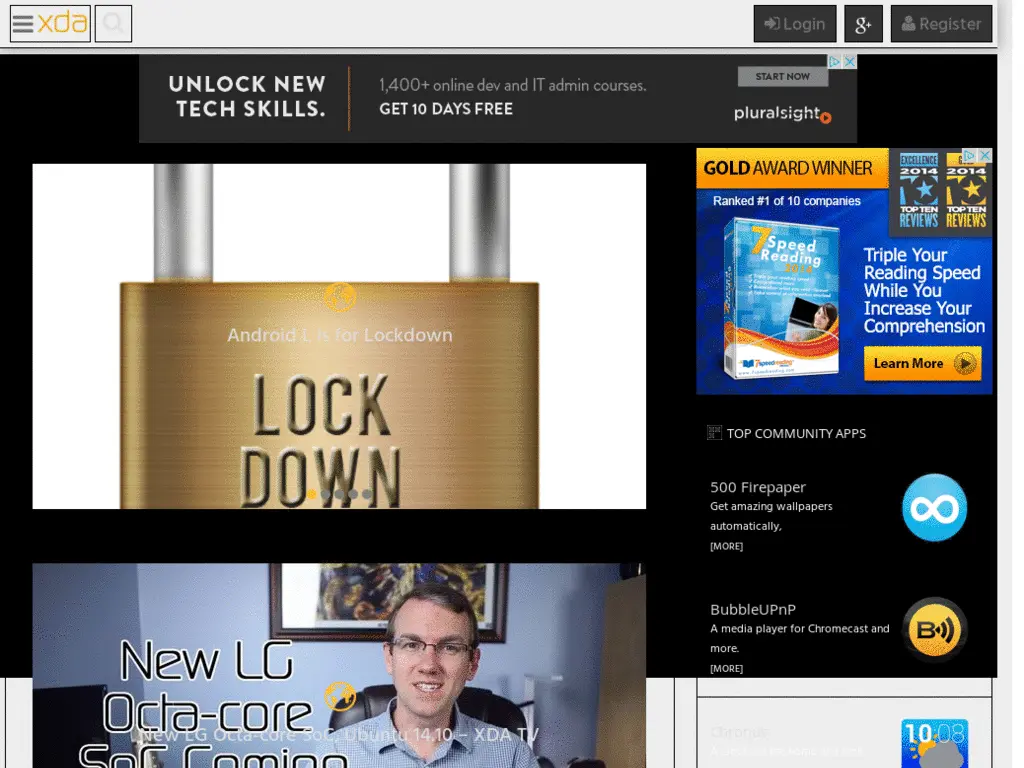 xda
Login
g+
Register
UNLOCK NEW
TECH SKILLS.
1,400+ online dev and IT admin courses.
GET 10 DAYS FREE
START NOW
pluralsight
Android L is for Lockdown
LOCK
DOWN
GOLD AWARD WINNER
Ranked #1 of 10 companies
EXCELLENCE
2014
TOP TEN
REVIEWS
2014
TOP TEN
REVIEWS
7 Speed
Reading
2014
Triple Your
Reading Speed
While You
Increase Your
Comprehension
Learn More
TOP COMMUNITY APPS
500 Firepaper
Get amazing wallpapers
automatically,
[MORE]
BubbleUPnP
A media player for Chromecast and
more.
[MORE]
B
New LG
Octa-core
SoC Coming
New LG Octa-core SoC, Ubuntu 14.10 – XDA TV
Chronus
10:08